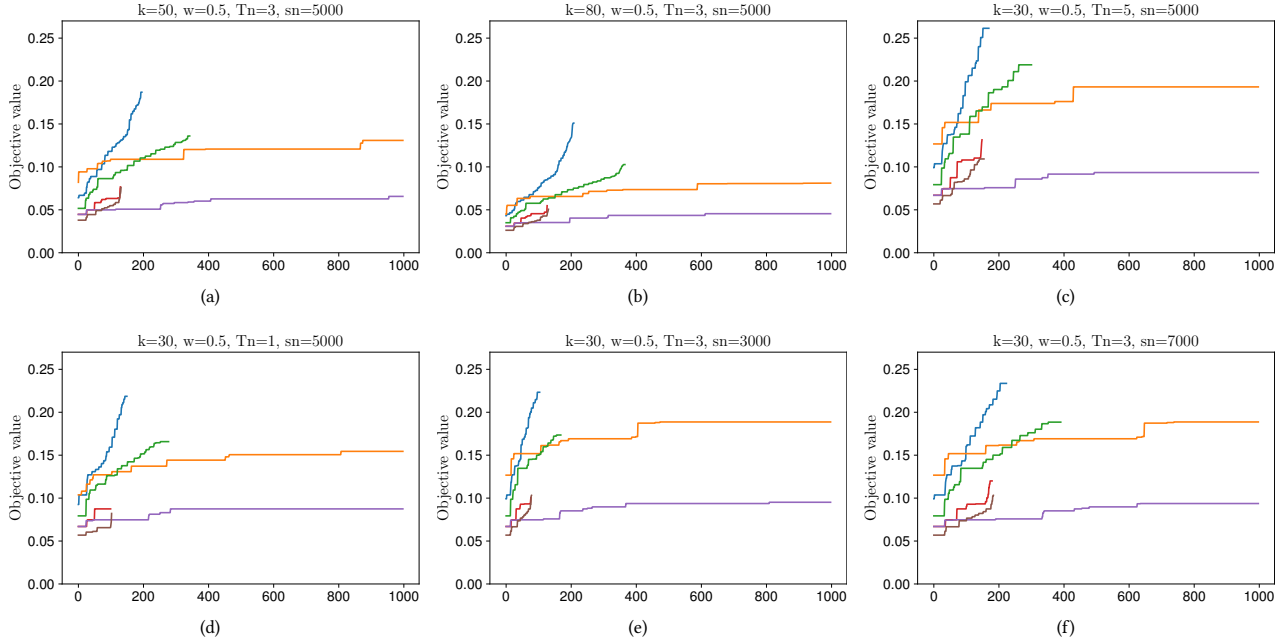 k=50, w=0.5, Tn=3, sn=5000
Objective value
0.25
0.20
0.15
0.10
0.05
0.00
0 200 400 600 800 1000
(a)
k=80, w=0.5, Tn=3, sn=5000
Objective value
0.25
0.20
0.15
0.10
0.05
0.00
0 200 400 600 800 1000
(b)
k=30, w=0.5, Tn=5, sn=5000
Objective value
0.25
0.20
0.15
0.10
0.05
0.00
0 200 400 600 800 1000
(c)
k=30, w=0.5, Tn=1, sn=5000
Objective value
0.25
0.20
0.15
0.10
0.05
0.00
0 200 400 600 800 1000
(d)
k=30, w=0.5, Tn=3, sn=3000
Objective value
0.25
0.20
0.15
0.10
0.05
0.00
0 200 400 600 800 1000
(e)
k=30, w=0.5, Tn=3, sn=7000
Objective value
0.25
0.20
0.15
0.10
0.05
0.00
0 200 400 600 800 1000
(f)